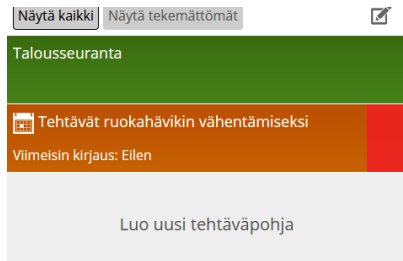 Näytä kaikki Näytä tekemättömät
Talousseuranta
Tehtävät ruokahävikin vähentämiseksi
Viimeisin kirjaus: Eilen
Luo uusi tehtäväpohja